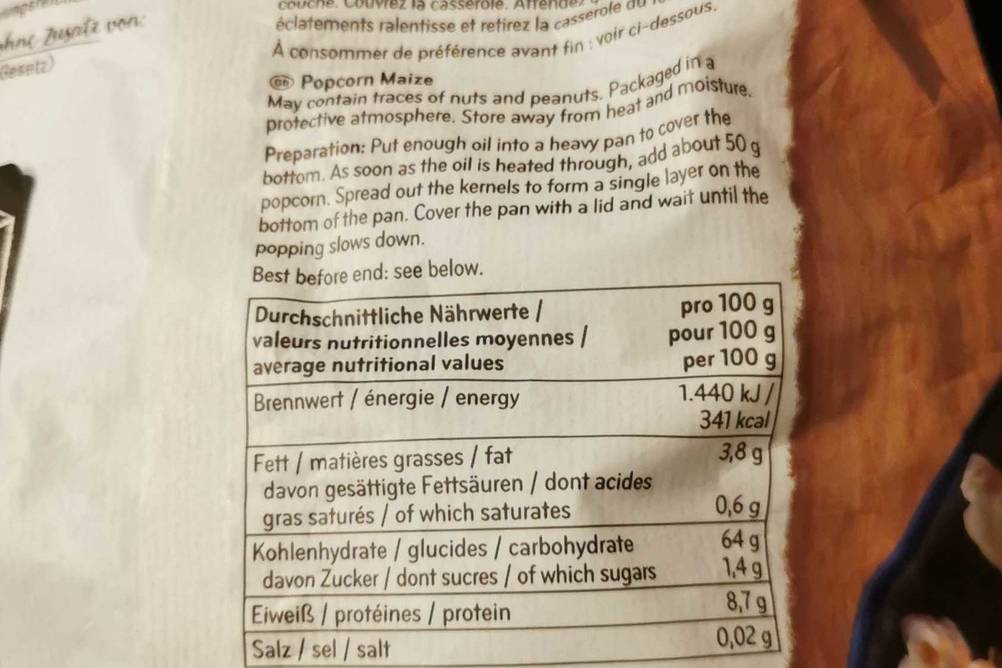 ohne Zusatz von:
Gesetz)
couche. Couvrez la casserole. Attendez
éclatements ralentisse et retirez la casserole du
À consommer de préférence avant fin : voir ci-dessous.
GB Popcorn Maize
May contain traces of nuts and peanuts. Packaged in a
protective atmosphere. Store away from heat and moisture.
Preparation: Put enough oil into a heavy pan to cover the
bottom. As soon as the oil is heated through, add about 50 g
popcorn. Spread out the kernels to form a single layer on the
bottom of the pan. Cover the pan with a lid and wait until the
popping slows down.
Best before end: see below.
Durchschnittliche Nährwerte / pro 100 g
valeurs nutritionnelles moyennes / pour 100 g
average nutritional values per 100 g
Brennwert / énergie / energy 1.440 kJ /
341 kcal
Fett / matières grasses / fat 3,8 g
davon gesättigte Fettsäuren / dont acides
gras saturés / of which saturates 0,6 g
Kohlenhydrate / glucides / carbohydrate 64 g
davon Zucker / dont sucres / of which sugars 1,4 g
Eiweiß / protéines / protein 8,7 g
Salz / sel / salt 0,02 g